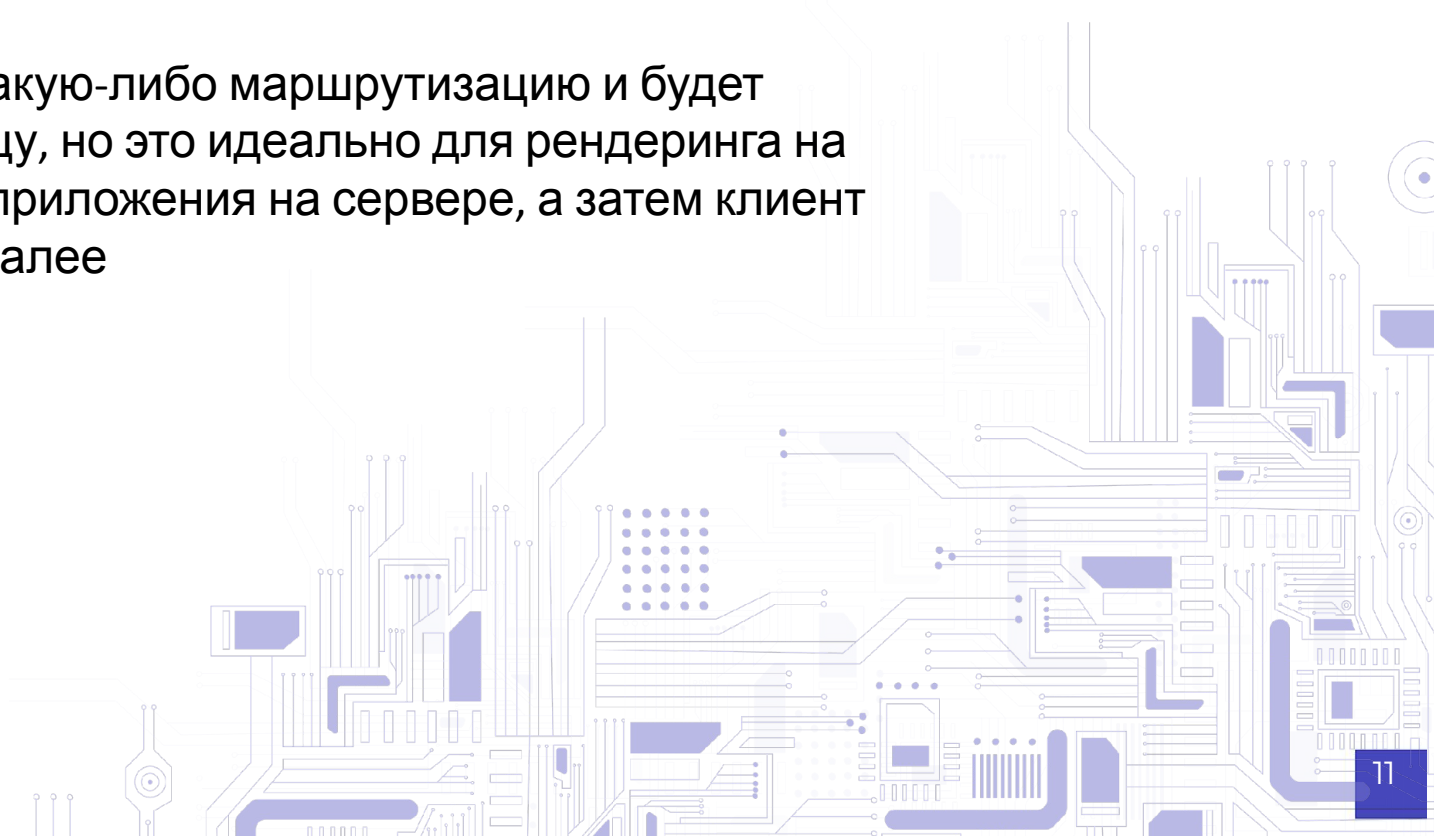 акую-либо маршрутизацию и будет
цу, но это идеально для рендеринга на
приложения на сервере, а затем клиент
алее
11